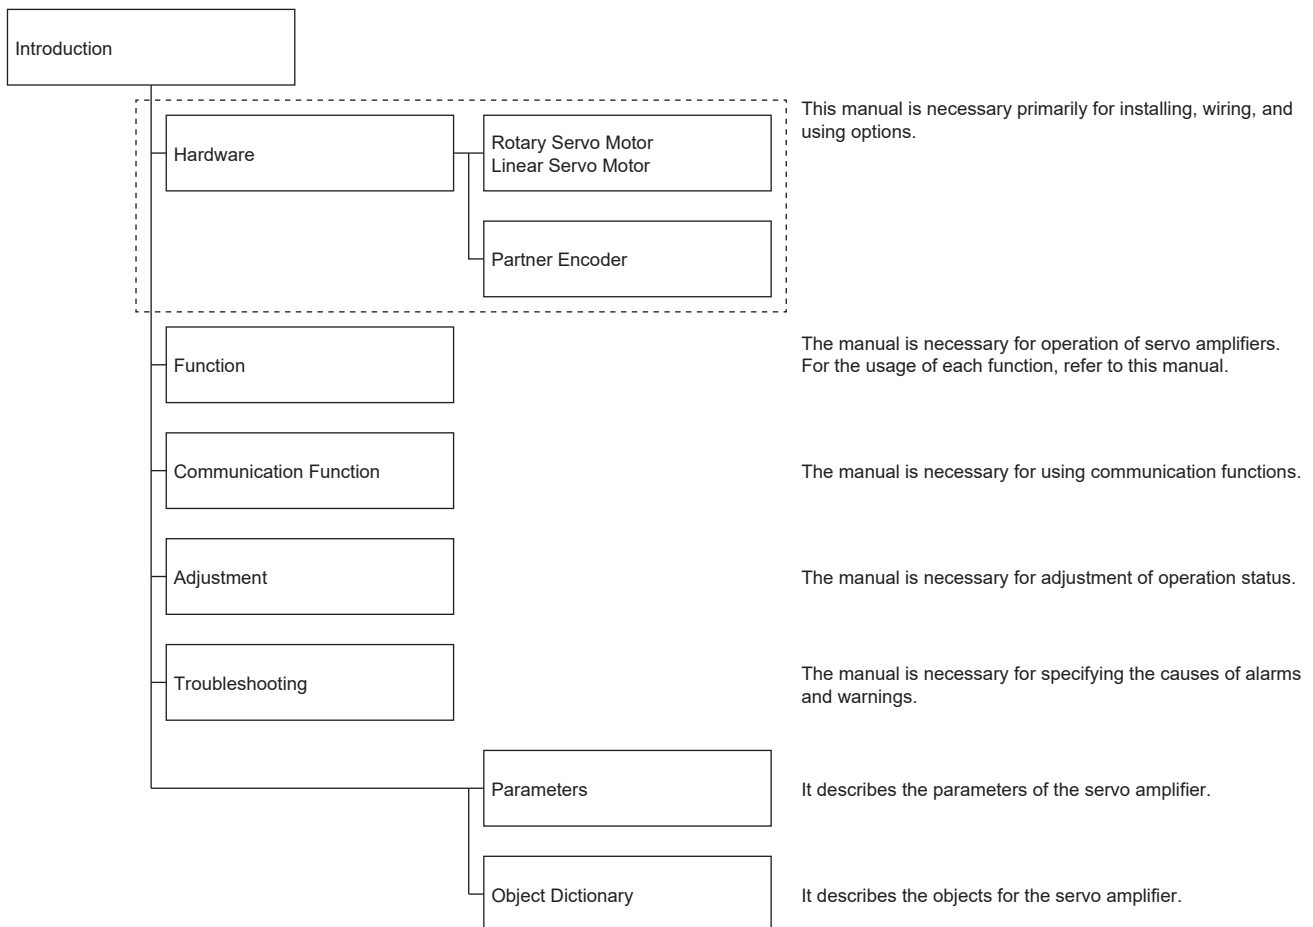 Introduction
This manual is necessary primarily for installing, wiring, and
using options.
Hardware
Rotary Servo Motor
Linear Servo Motor
Partner Encoder
Function
The manual is necessary for operation of servo amplifiers.
For the usage of each function, refer to this manual.
Communication Function
The manual is necessary for using communication functions.
Adjustment
The manual is necessary for adjustment of operation status.
Troubleshooting
The manual is necessary for specifying the causes of alarms
and warnings.
Parameters
It describes the parameters of the servo amplifier.
Object Dictionary
It describes the objects for the servo amplifier.